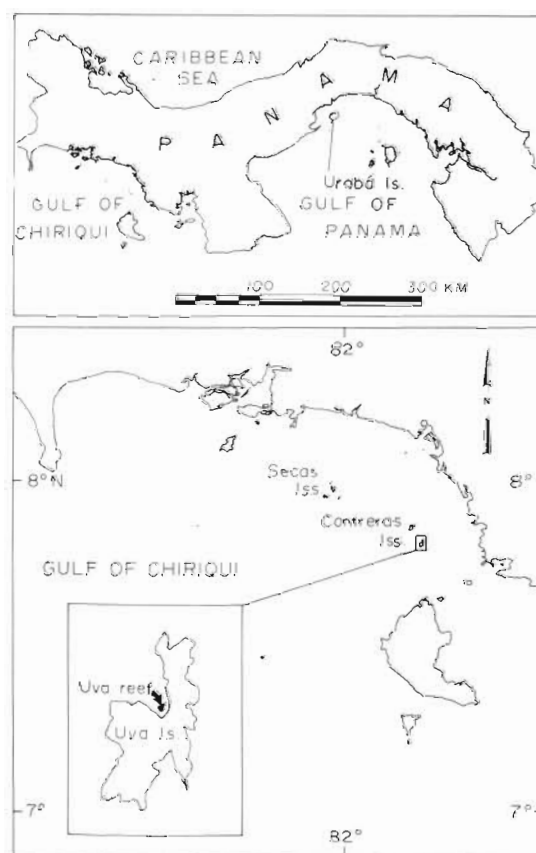 CARIBBEAN
SEA
P A N A M A
Urabá Is.
GULF OF
CHIRIQUI
GULF OF
PANAMA
100 200 300 KM
82°
N
Secas
Iss.
8°N
8°
Contreras
Iss.
GULF OF CHIRIQUI
Uva reef
Uva Is.
7°
7°
82°